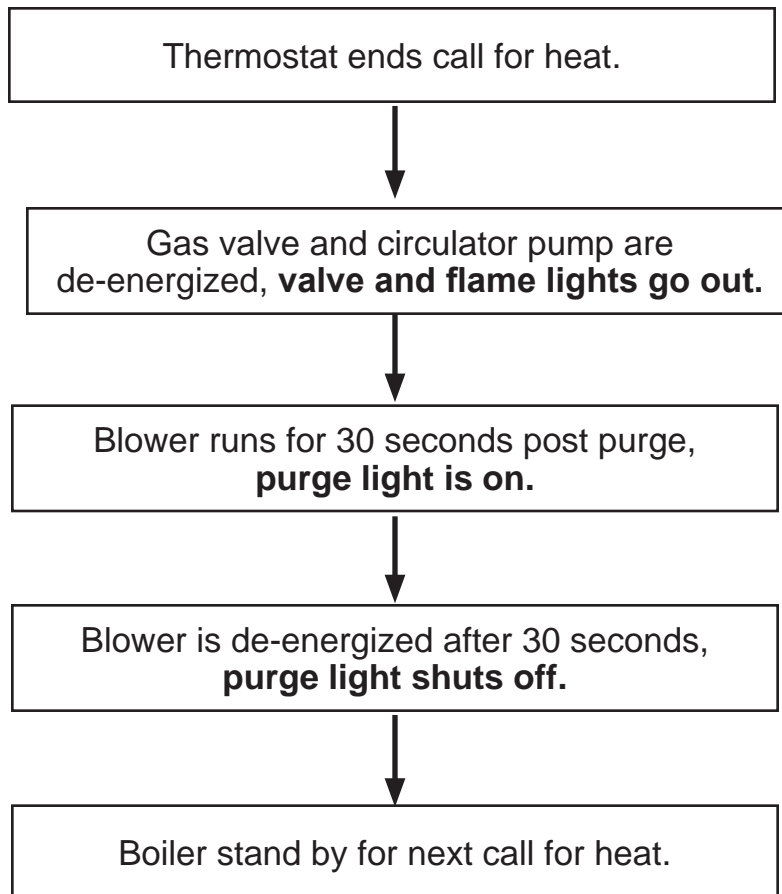 Thermostat ends call for heat.
Gas valve and circulator pump are
de-energized, valve and flame lights go out.
Blower runs for 30 seconds post purge,
purge light is on.
Blower is de-energized after 30 seconds,
purge light shuts off.
Boiler stand by for next call for heat.